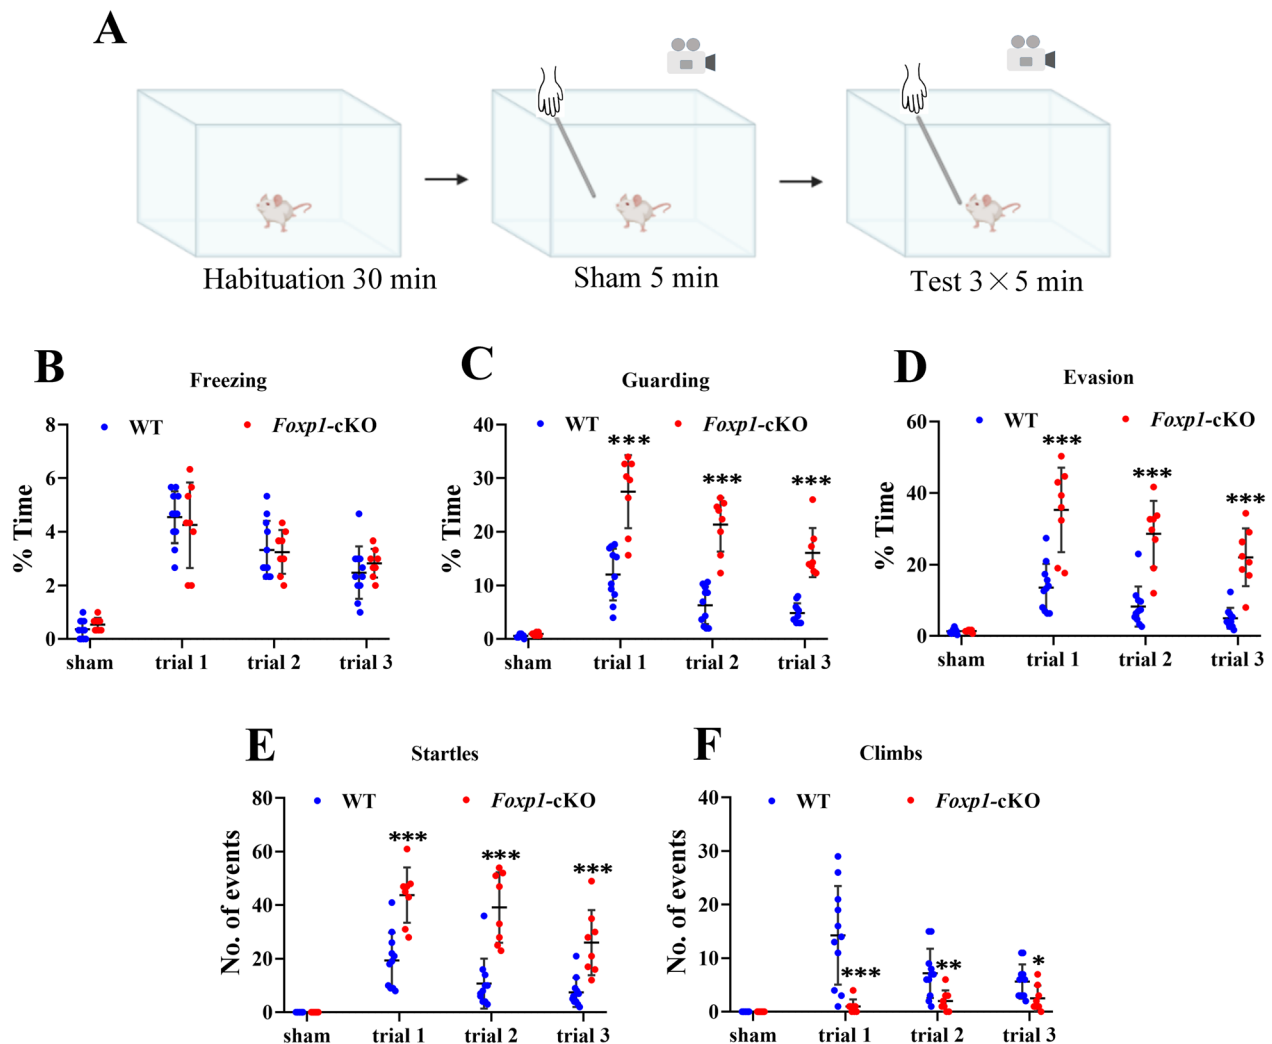 A
Habituation 30 min
Sham 5 min
Test 3×5 min
B
Freezing
WT
Foxp1-cKO
% Time
8
6
4
2
0
sham
trial 1
trial 2
trial 3
C
Guarding
WT
Foxp1-cKO
% Time
40
30
20
10
0
***
***
***
sham
trial 1
trial 2
trial 3
D
Evasion
WT
Foxp1-cKO
% Time
60
40
20
0
***
***
***
sham
trial 1
trial 2
trial 3
E
Startles
WT
Foxp1-cKO
No. of events
80
60
40
20
0
***
***
***
sham
trial 1
trial 2
trial 3
F
Climbs
WT
Foxp1-cKO
No. of events
40
30
20
10
0
***
**
*
sham
trial 1
trial 2
trial 3